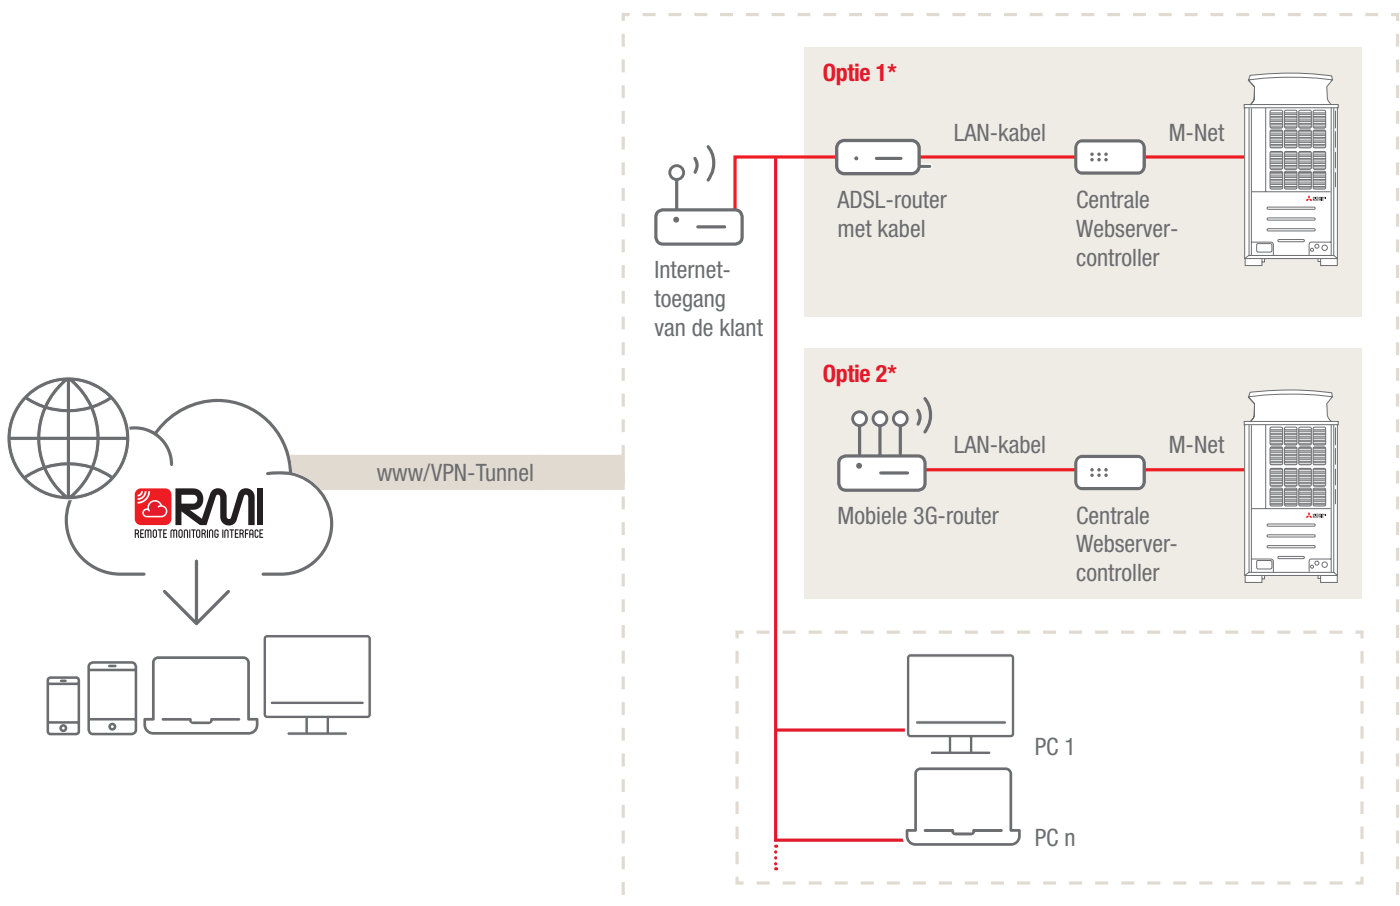 Optie 1*
LAN-kabel
M-Net
ADSL-router
met kabel
Centrale
Webserver-
controller
Internet-
toegang
van de klant
Optie 2*
LAN-kabel
M-Net
Mobiele 3G-router
Centrale
Webserver-
controller
www/VPN-Tunnel
RMI
REMOTE MONITORING INTERFACE
PC 1
PC n